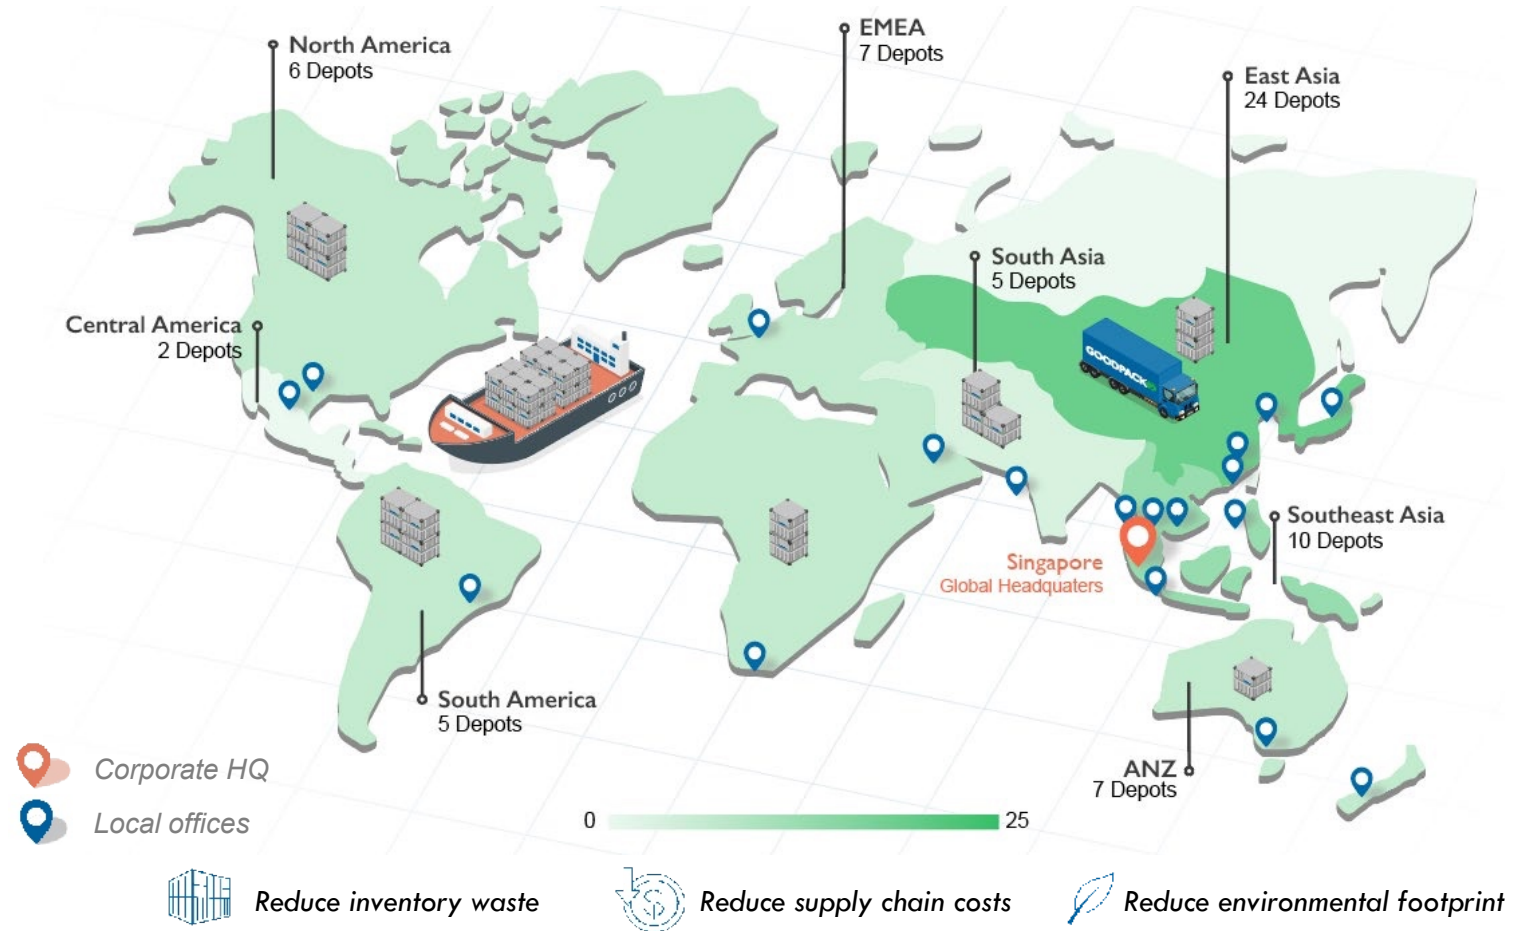 North America
6 Depots
EMEA
7 Depots
East Asia
24 Depots
South Asia
5 Depots
Central America
2 Depots
GOODPACK
Southeast Asia
10 Depots
Singapore
Global Headquaters
South America
5 Depots
ANZ
7 Depots
Corporate HQ
Local offices
0
25
Reduce inventory waste
Reduce supply chain costs
Reduce environmental footprint